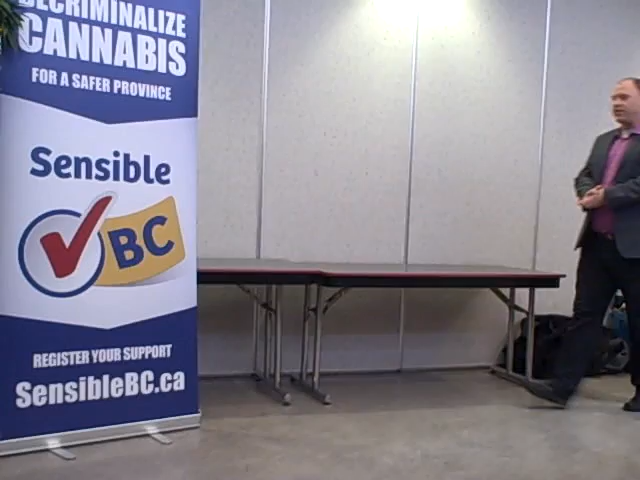 DECRIMINALIZE
CANNABIS
FOR A SAFER PROVINCE
Sensible
BC
REGISTER YOUR SUPPORT
SensibleBC.ca